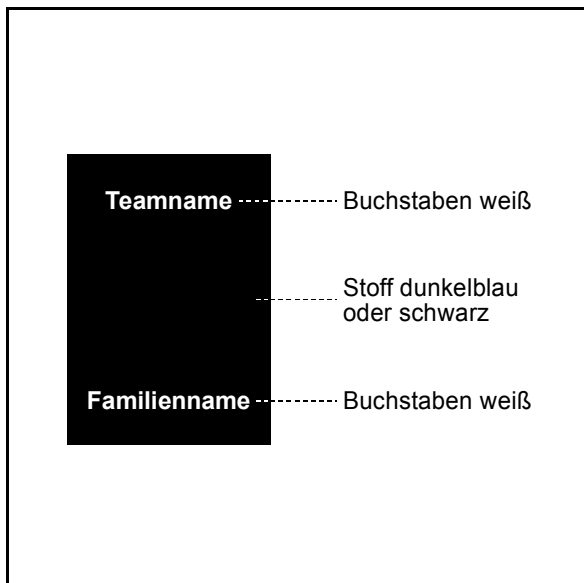 Teamname Buchstaben weiß
Stoff dunkelblau
oder schwarz
Familienname Buchstaben weiß